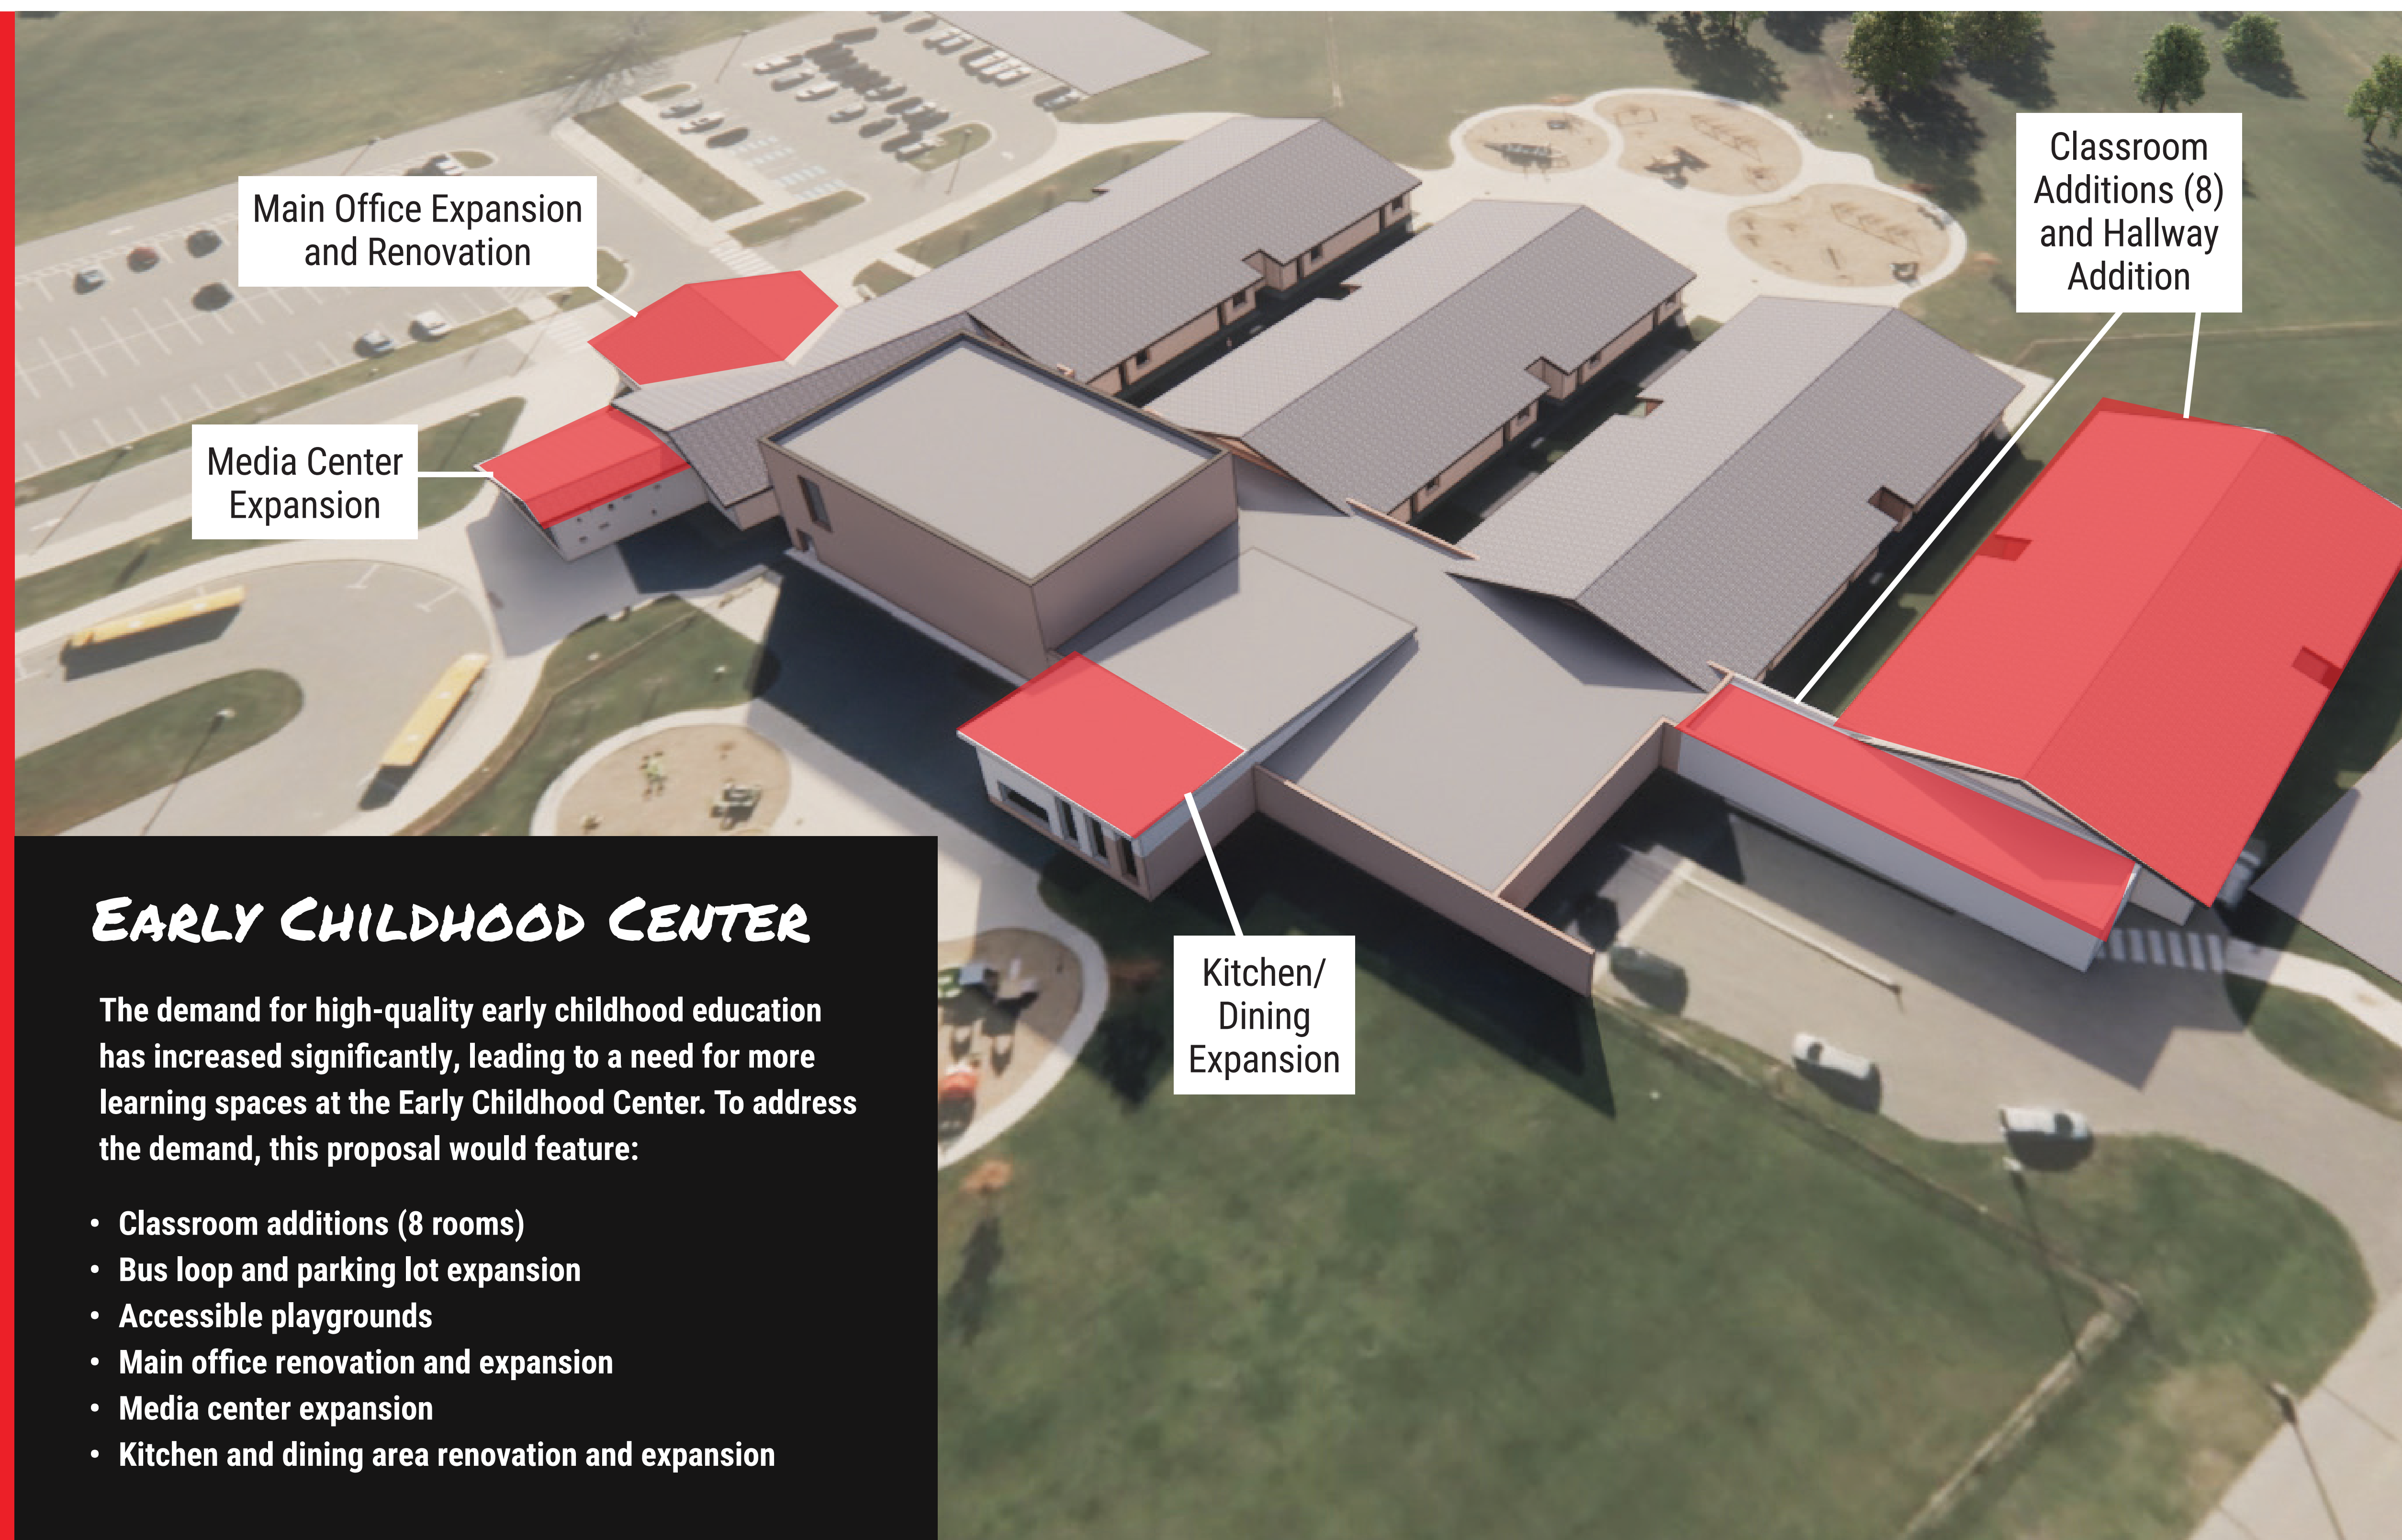 Main Office Expansion
and Renovation
Media Center
Expansion
Classroom
Additions (8)
and Hallway
Addition
Kitchen/
Dining
Expansion
Early Childhood Center
The demand for high-quality early childhood education
has increased significantly, leading to a need for more
learning spaces at the Early Childhood Center. To address
the demand, this proposal would feature:
• Classroom additions (8 rooms)
• Bus loop and parking lot expansion
• Accessible playgrounds
• Main office renovation and expansion
• Media center expansion
• Kitchen and dining area renovation and expansion